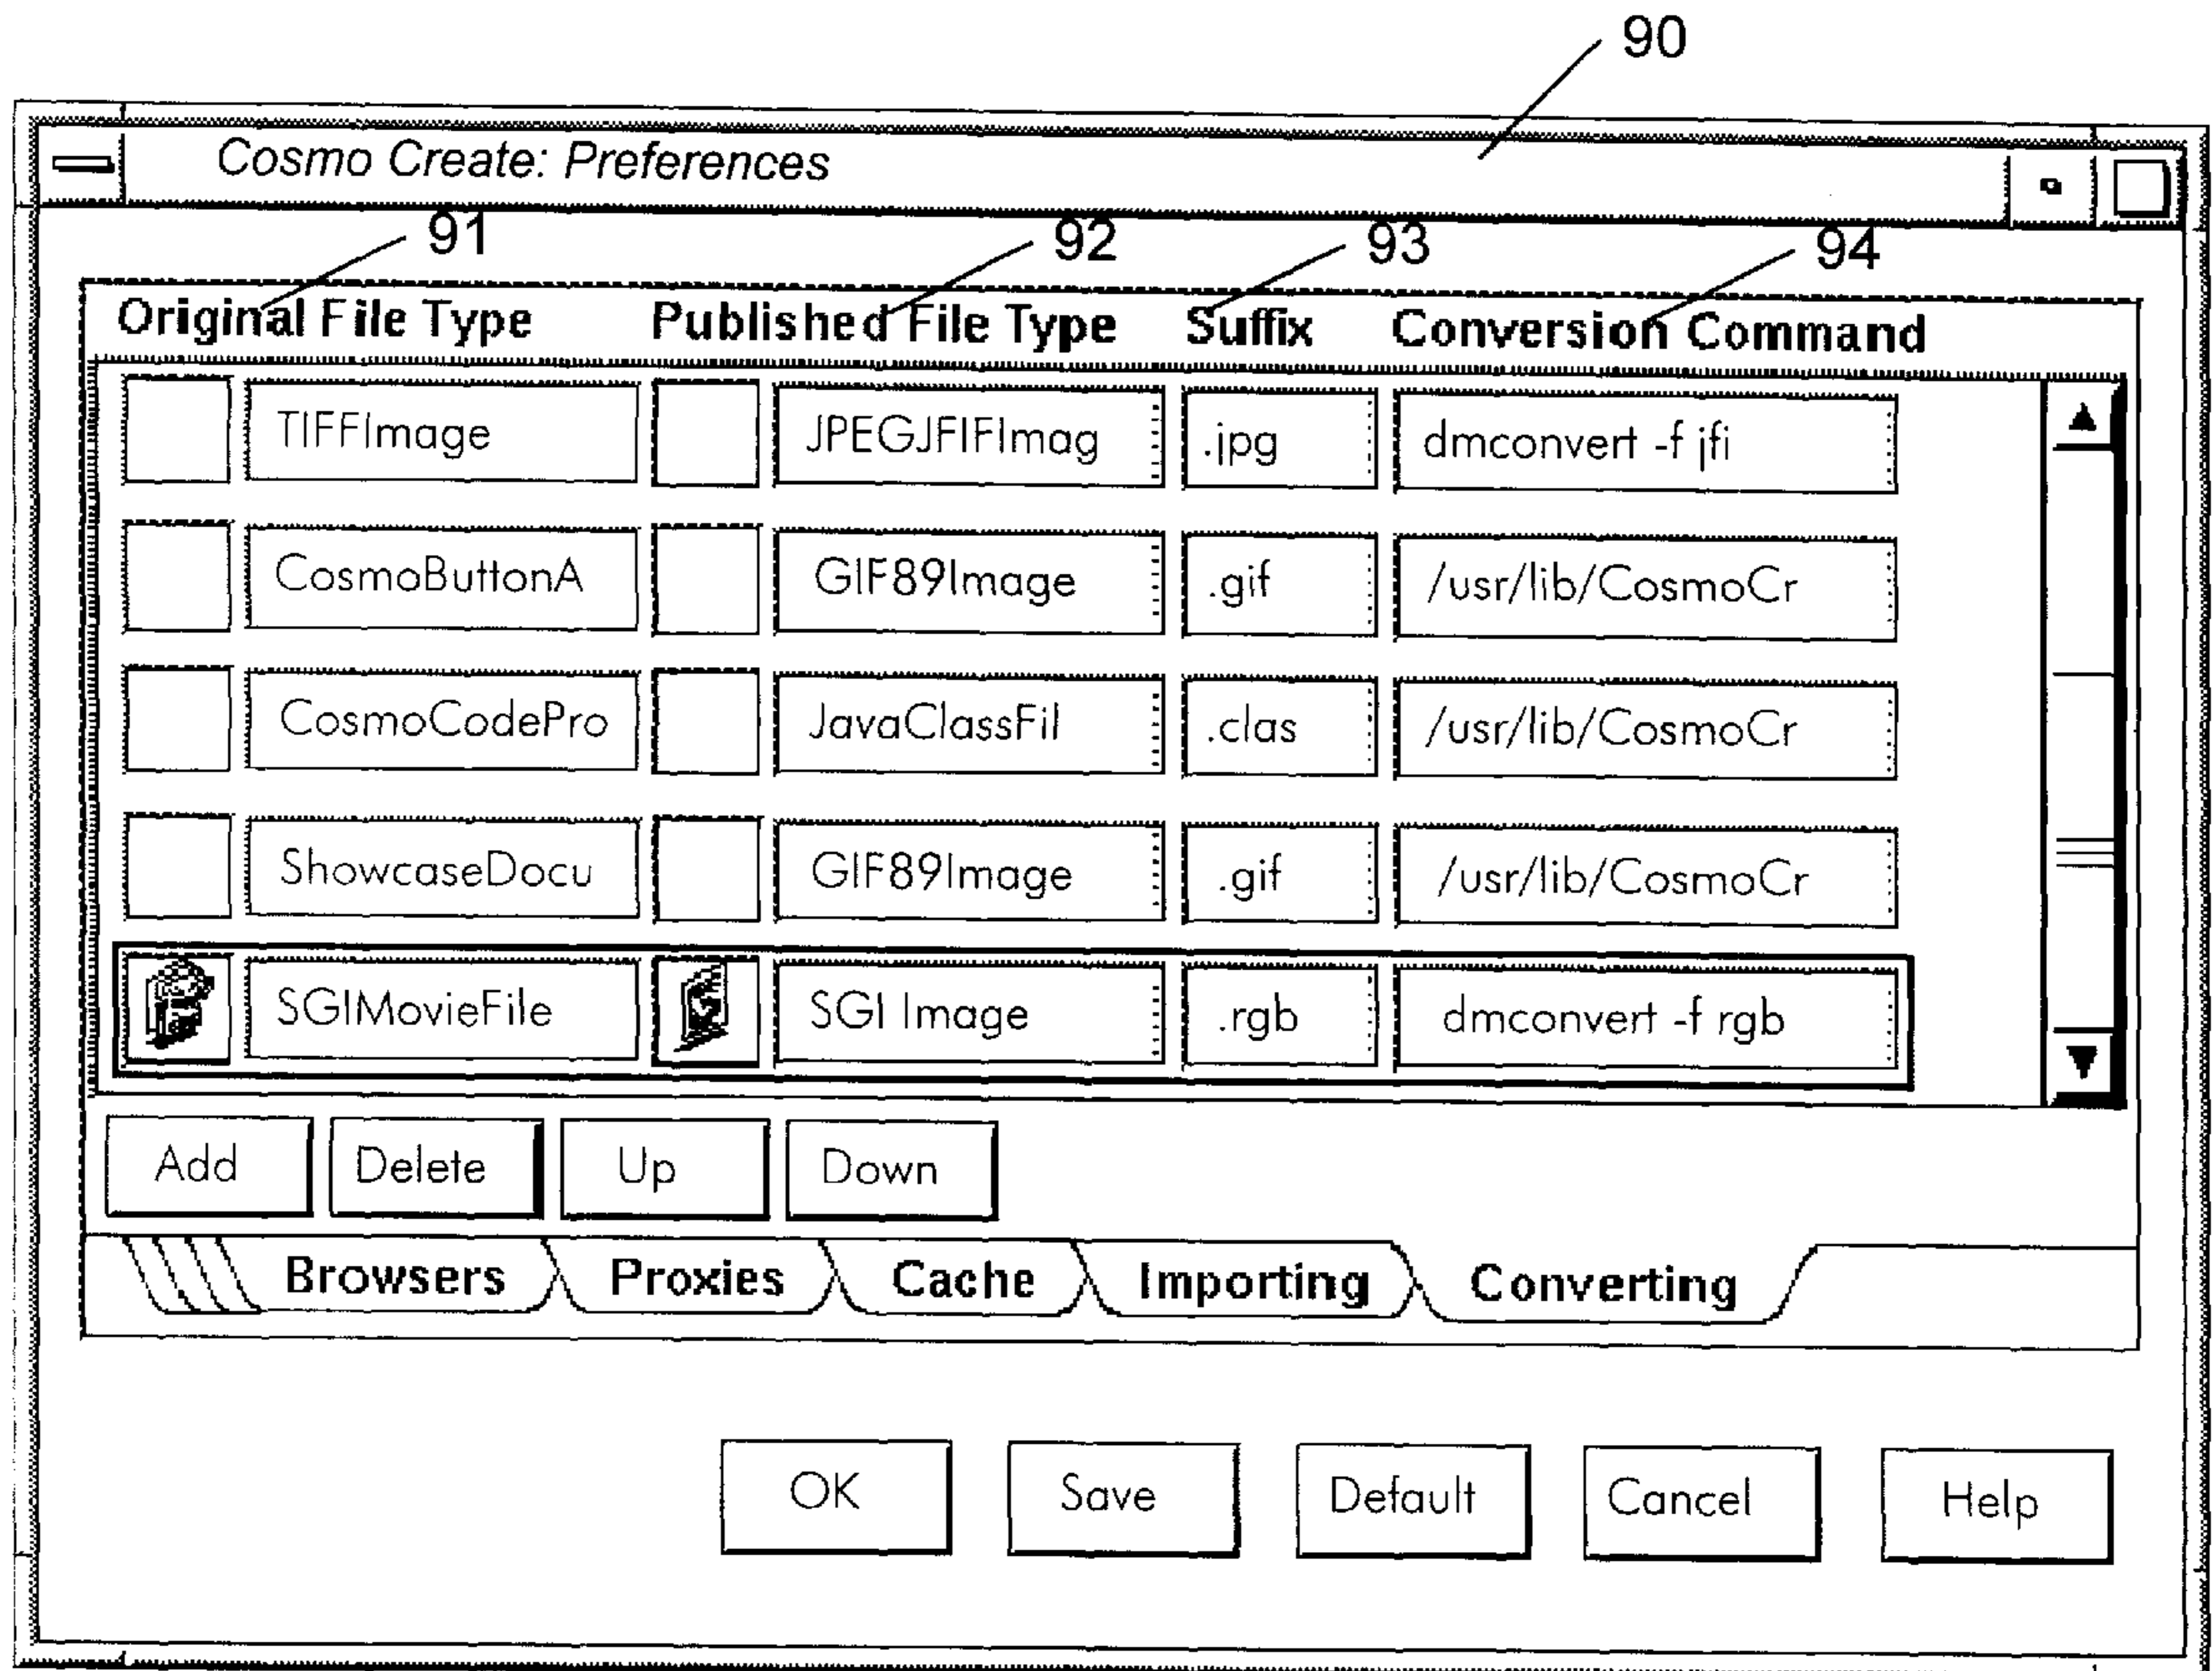 90
Cosmo Create: Preferences
91 92 93 94
Original File Type Published File Type Suffix Conversion Command
TIFFImage JPEGJFIFImag .jpg dmconvert -f jfi
CosmoButtonA GIF89Image .gif /usr/lib/CosmoCr
CosmoCodePro JavaClassFil .clas /usr/lib/CosmoCr
ShowcaseDocu GIF89Image .gif /usr/lib/CosmoCr
SGIMovieFile SGI Image .rgb dmconvert -f rgb
Add Delete Up Down
Browsers Proxies Cache Importing Converting
OK Save Default Cancel Help